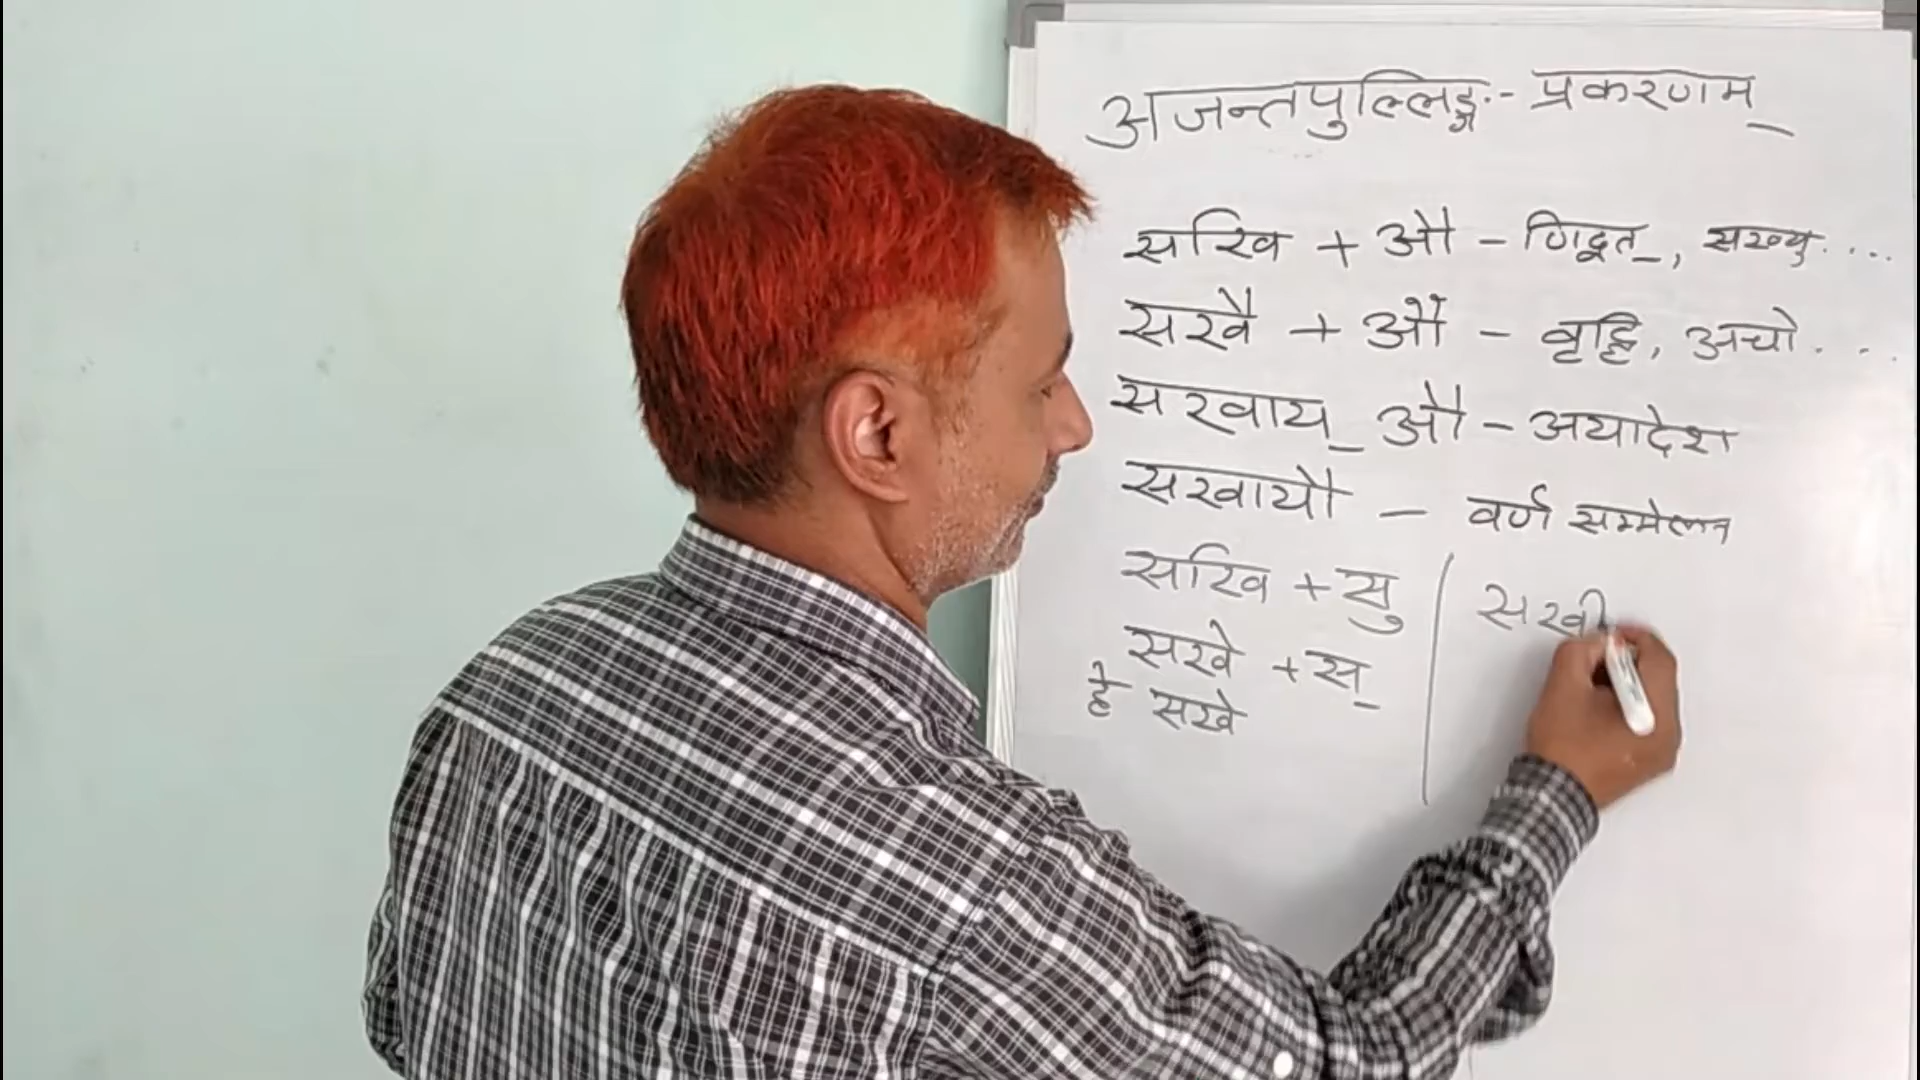 अजन्तपुल्लिङ्ग-प्रकरणम्
सखि + औ - णिद्वत्, सख्यु....
सखै + औ - वृद्धि, अचो...
सखाय् औ - अयादेश
सखायौ - वर्ण सम्मेलन
सखि + सु
सखे + स्
हे सखे
सखी